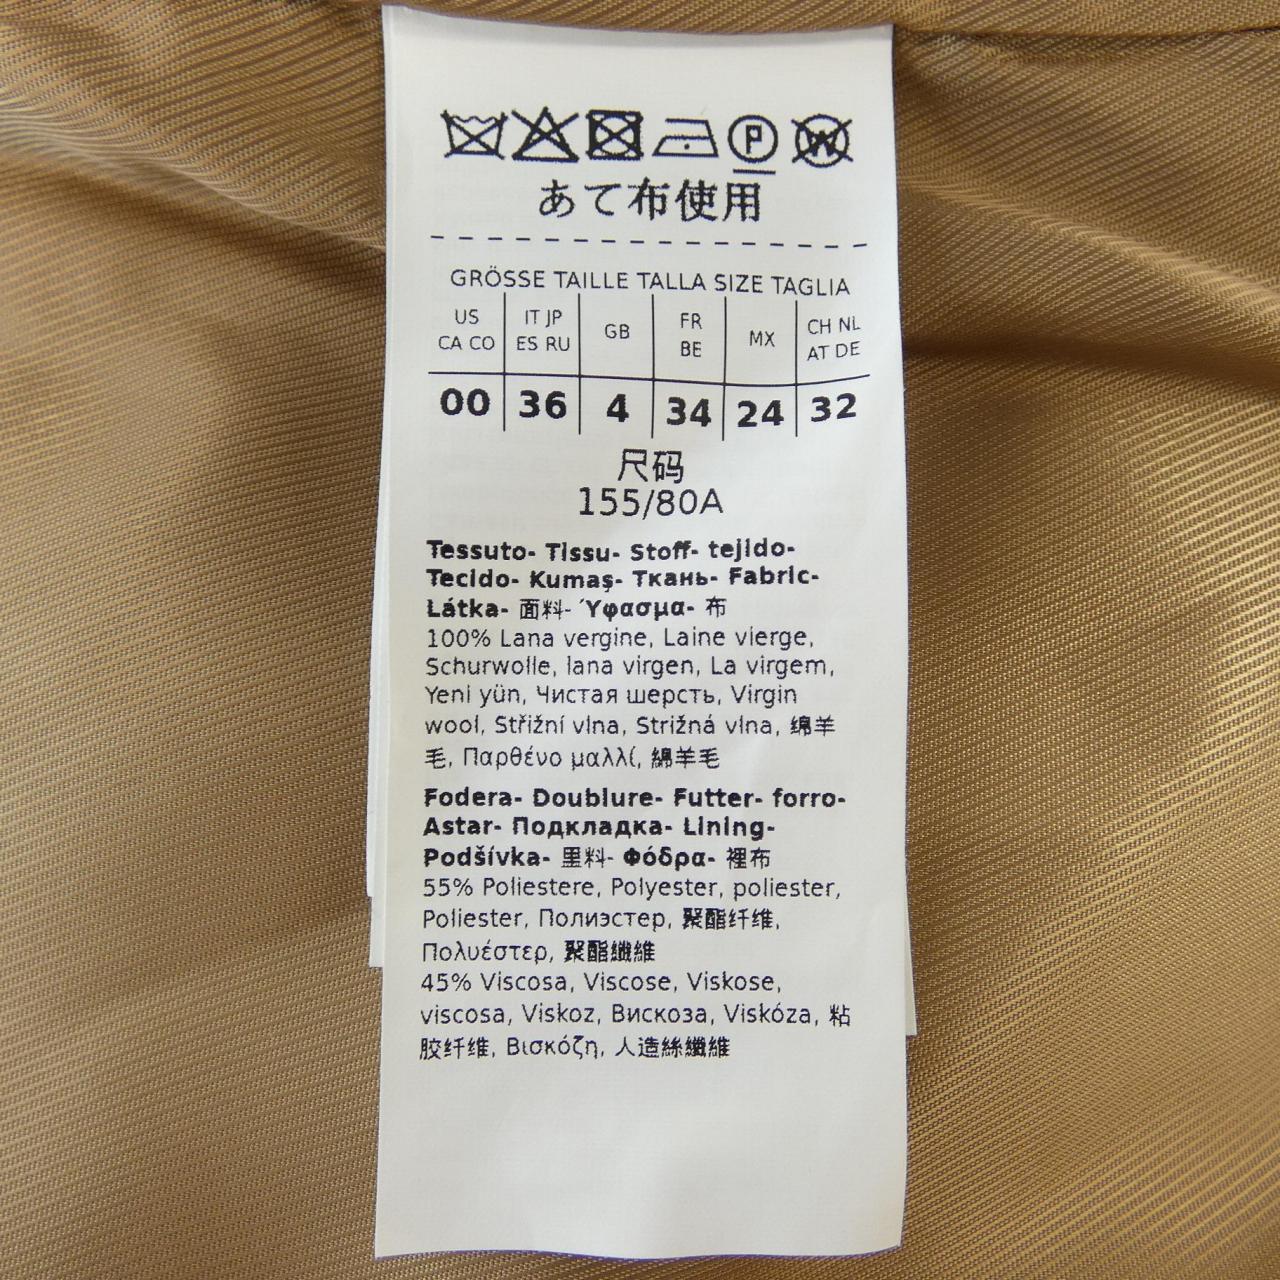 P W
あて布使用
GRÖSSE TAILLE TALLA SIZE TAGLIA
US CA CO IT JP ES RU GB FR BE MX CH NL AT DE
00 36 4 34 24 32
尺码
155/80A
Tessuto- Tissu- Stoff- tejido-
Tecido- Kumaş- Ткань- Fabric-
Látka- 面料- Ύφασμα- 布
100% Lana vergine, Laine vierge,
Schurwolle, lana virgen, La virgem,
Yeni yün, Чистая шерсть, Virgin
wool, Střižní vlna, Strižná vlna, 绵羊
毛, Παρθένο μαλλί, 綿羊毛
Fodera- Doublure- Futter- forro-
Astar- Подкладка- Lining-
Podšívka- 里料- Φόδρα- 裡布
55% Poliestere, Polyester, poliester,
Poliester, Полиэстер, 聚酯纤维,
Πολυέστερ, 聚酯纖維
45% Viscosa, Viscose, Viskose,
viscosa, Viskoz, Вискоза, Viskóza, 粘
胶纤维, Βισκόζη, 人造絲纖維